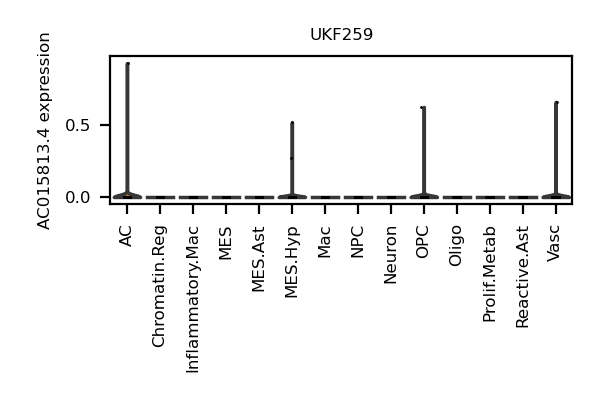 UKF259
AC015813.4 expression
0.5
0.0
AC
Chromatin.Reg
Inflammatory.Mac
MES
MES.Ast
MES.Hyp
Mac
NPC
Neuron
OPC
Oligo
Prolif.Metab
Reactive.Ast
Vasc